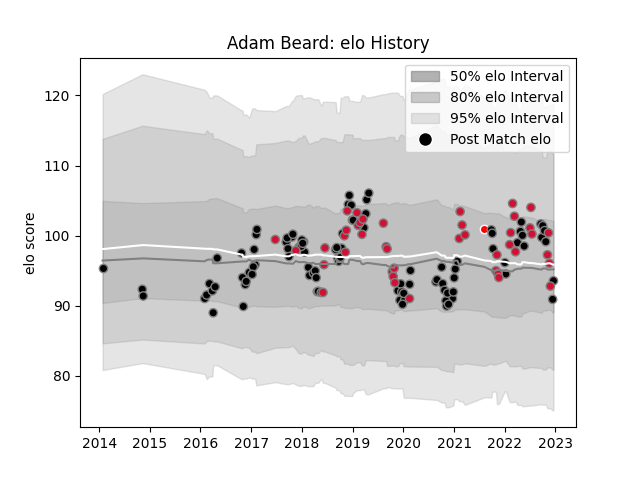 Adam Beard: elo History
50% elo Interval
80% elo Interval
95% elo Interval
Post Match elo
elo score
120
110
100
90
80
2014 2015 2016 2017 2018 2019 2020 2021 2022 2023